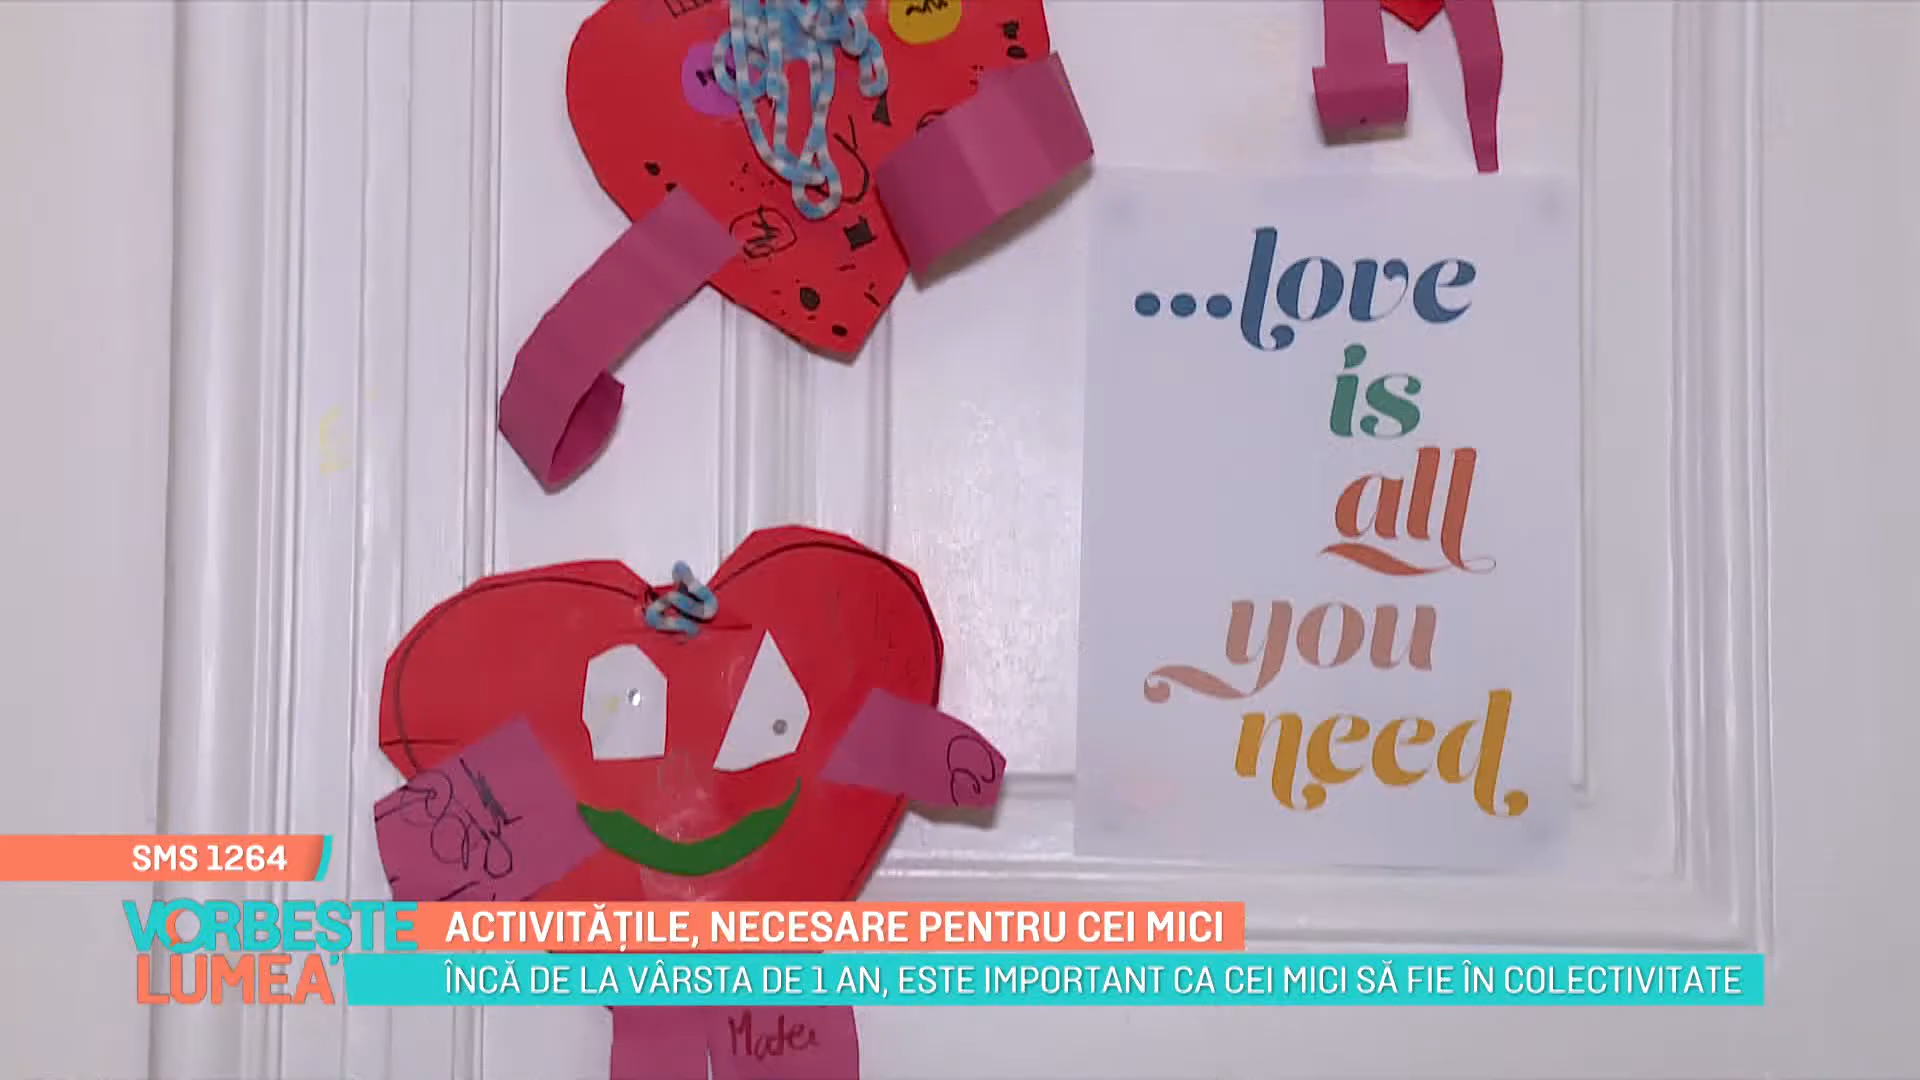 ...love
is
all
you
need
SMS 1264
VORBEȘTE
LUMEA
ACTIVITĂȚILE, NECESARE PENTRU CEI MICI
ÎNCĂ DE LA VÂRSTA DE 1 AN, ESTE IMPORTANT CA CEI MICI SĂ FIE ÎN COLECTIVITATE
Matei